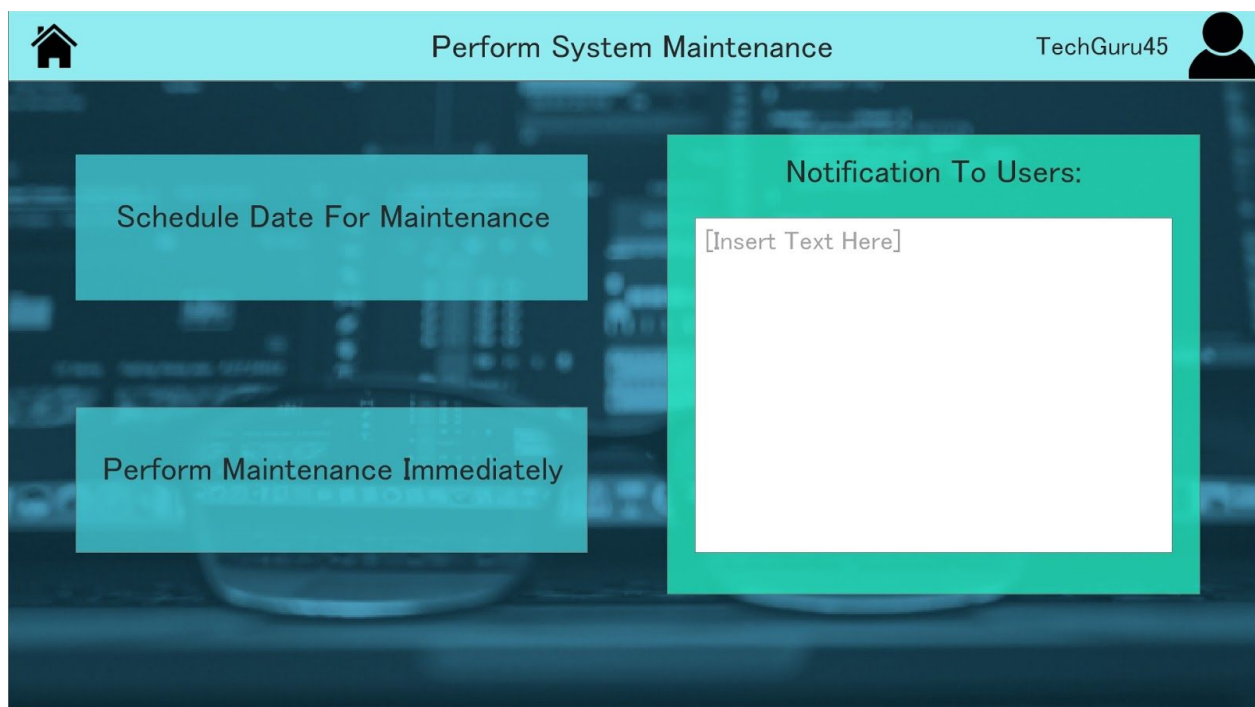 Perform System Maintenance
TechGuru45
Schedule Date For Maintenance
Perform Maintenance Immediately
Notification To Users:
[Insert Text Here]